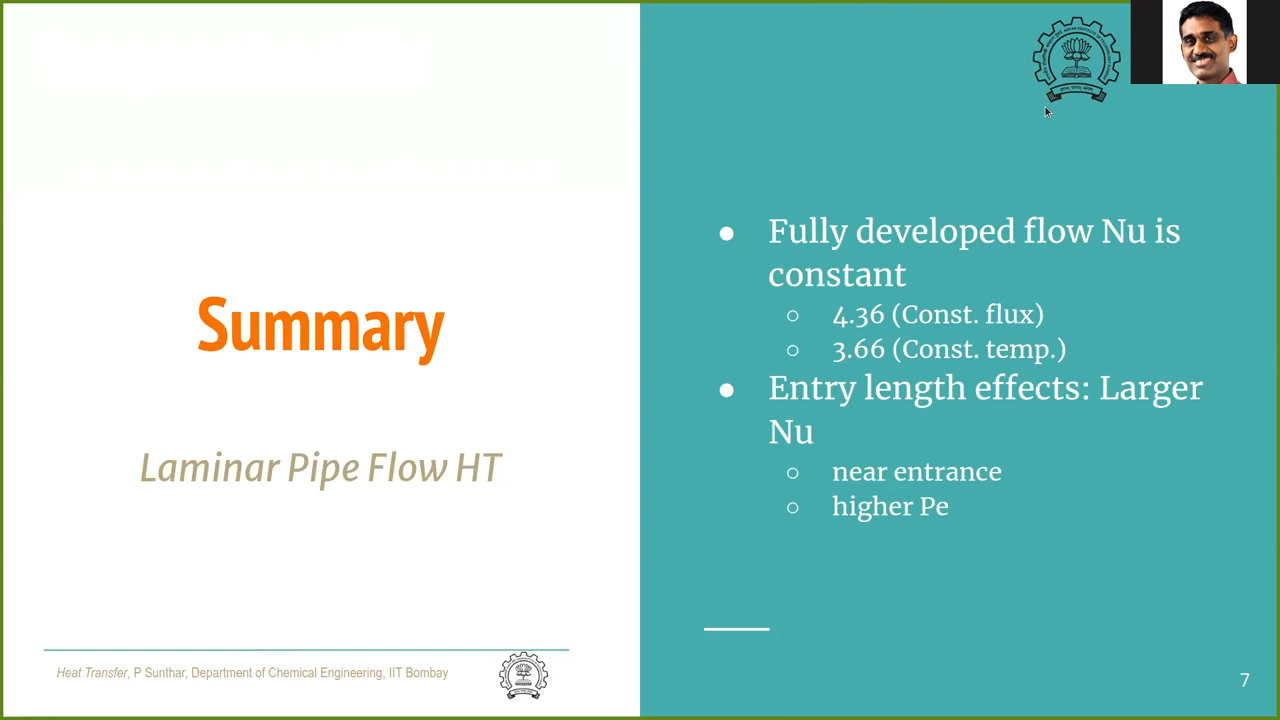 Summary
Laminar Pipe Flow HT
Heat Transfer, P Sunthar, Department of Chemical Engineering, IIT Bombay
● Fully developed flow Nu is
constant
○ 4.36 (Const. flux)
○ 3.66 (Const. temp.)
● Entry length effects: Larger
Nu
○ near entrance
○ higher Pe
7